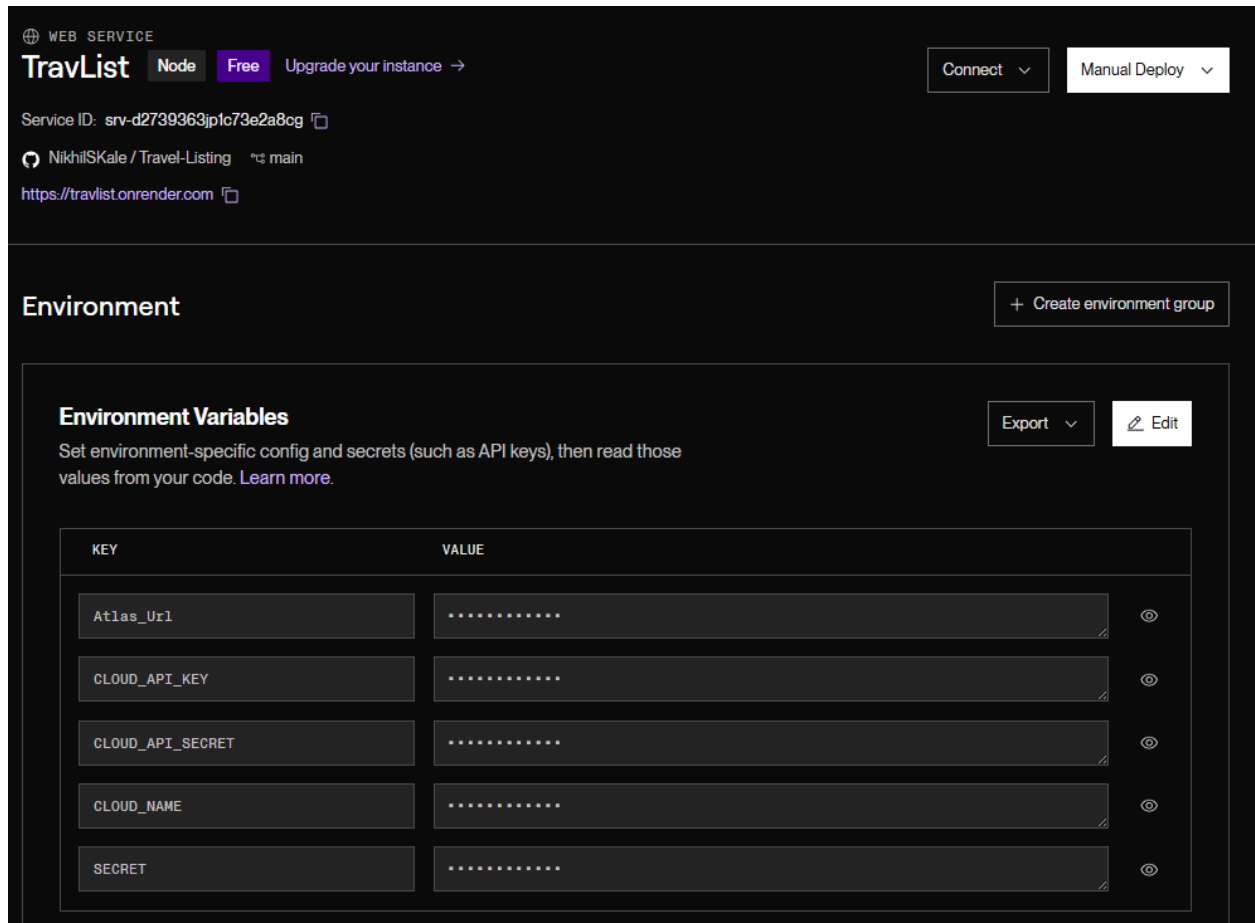 WEB SERVICE
TravList Node Free Upgrade your instance →
Connect
Manual Deploy
Service ID: srv-d2739363jp1c73e2a8cg
NikhilSKale / Travel-Listing main
https://travlist.onrender.com
Environment
+ Create environment group
Environment Variables
Export
Edit
Set environment-specific config and secrets (such as API keys), then read those
values from your code. Learn more.
KEY VALUE
Atlas_Url ••••••••••••
CLOUD_API_KEY ••••••••••••
CLOUD_API_SECRET ••••••••••••
CLOUD_NAME ••••••••••••
SECRET ••••••••••••